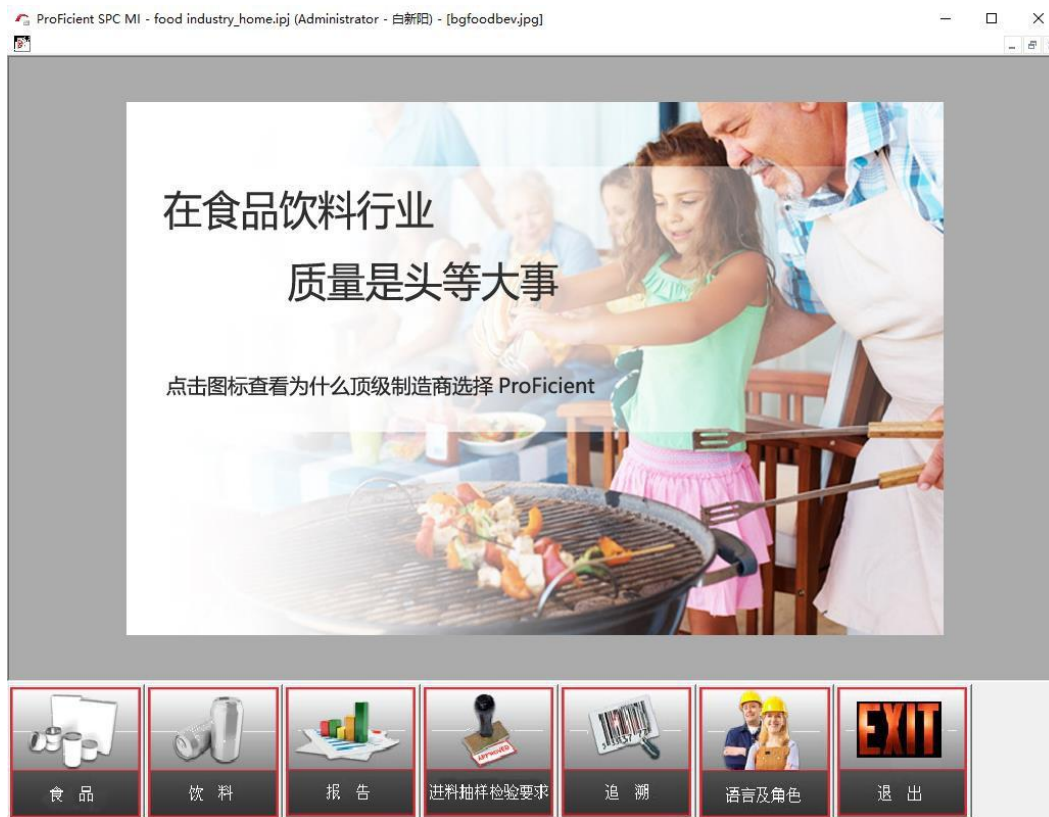 ProFicient SPC MI - food industry_home.ipj (Administrator - 白新阳) - [bgfoodbev.jpg]
在食品饮料行业
质量是头等大事
点击图标查看为什么顶级制造商选择 ProFicient
APPROVED
EXIT
食 品
饮 料
报 告
进料抽样检验要求
追 溯
语言及角色
退 出